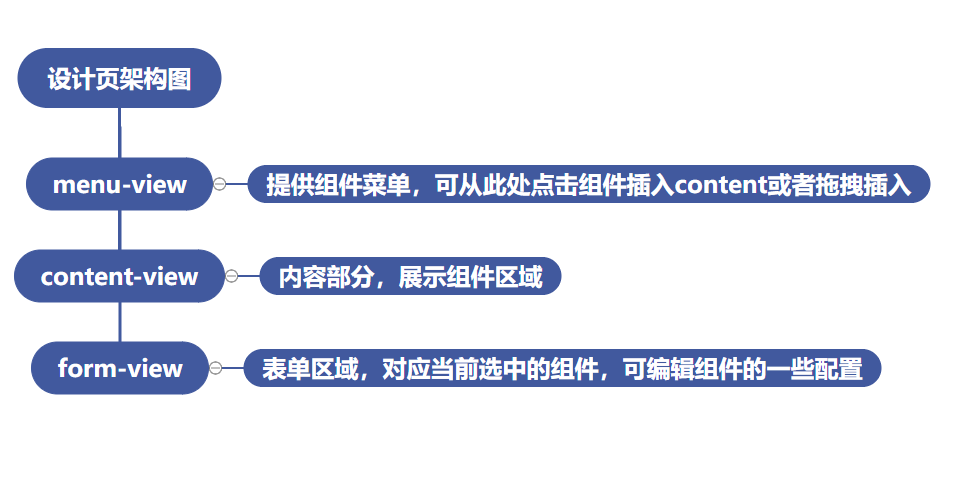 设计页架构图
menu-view
提供组件菜单，可从此处点击组件插入content或者拖拽插入
content-view
内容部分，展示组件区域
form-view
表单区域，对应当前选中的组件，可编辑组件的一些配置